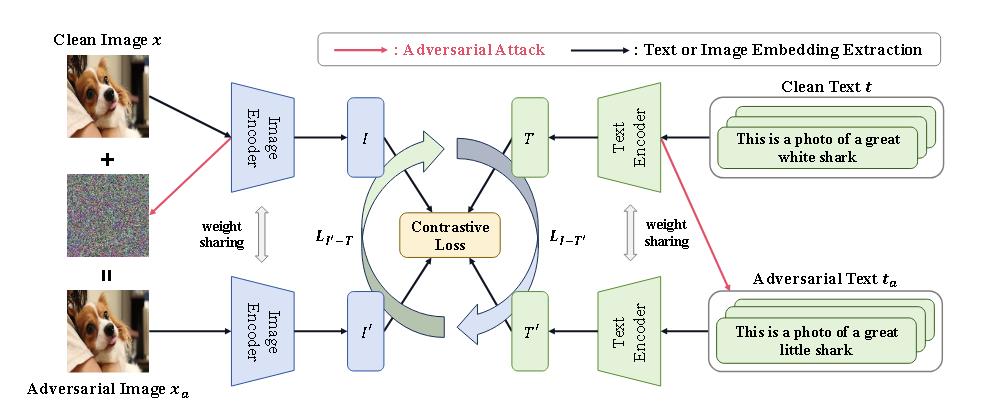 Clean Image x
: Adversarial Attack
: Text or Image Embedding Extraction
Clean Text t
Image
Encoder
I
T
Text
Encoder
This is a photo of a great
white shark
+
weight
sharing
L_{I'-T}
Contrastive
Loss
L_{I-T'}
weight
sharing
=
Adversarial Text t_a
Image
Encoder
I'
T'
Text
Encoder
This is a photo of a great
little shark
Adversarial Image x_a